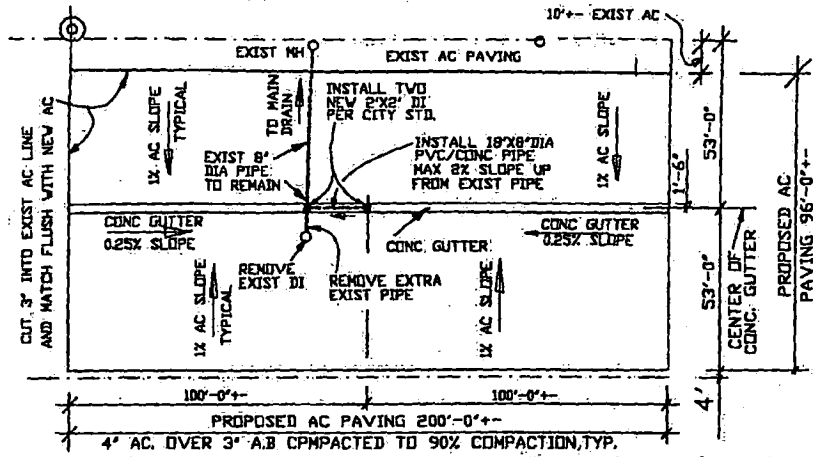 10'+- EXIST AC
EXIST MH
EXIST AC PAVING
CUT 3" INTO EXIST AC LINE
AND MATCH FLUSH WITH NEW AC
1% AC SLOPE
TYPICAL
TO MAIN
DRAIN
INSTALL TWO
NEW 2'X2' DI
PER CITY STD.
EXIST 8"
DIA PIPE
TO REMAIN
INSTALL 18'X8"DIA
PVC/CONC PIPE
MAX 2% SLOPE UP
FROM EXIST PIPE
1% AC SLOPE
53'-0"
1'-6"
CONC GUTTER
0.25% SLOPE
CONC GUTTER
CONC GUTTER
0.25% SLOPE
REMOVE
EXIST DI
REMOVE EXTRA
EXIST PIPE
1% AC SLOPE
TYPICAL
1% AC SLOPE
53'-0"
CENTER OF
CONC. GUTTER
PROPOSED AC
PAVING 96'-0"+-
4'
100'-0"+-
100'-0"+-
PROPOSED AC PAVING 200'-0"+-
4" AC. OVER 3" A.B CPMPACTED TO 90% COMPACTION,TYP.